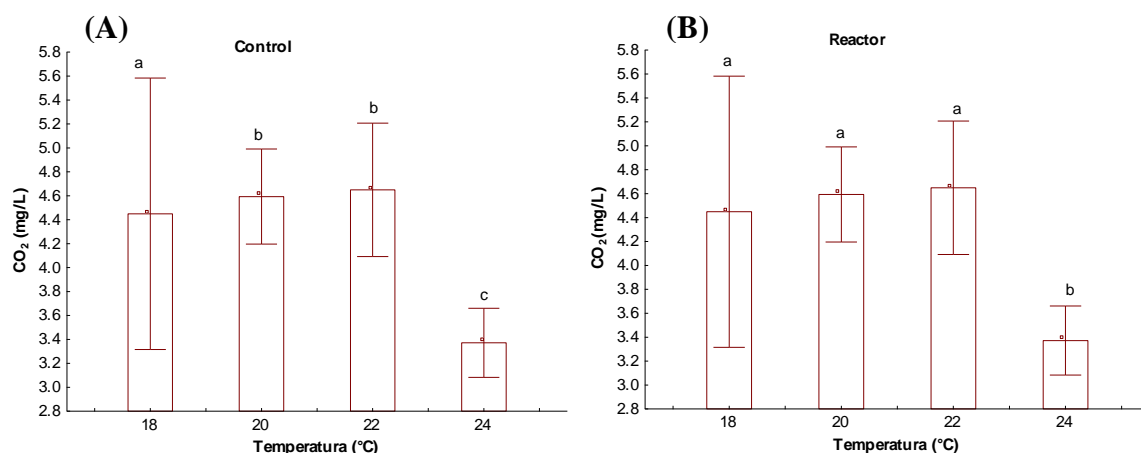 (A)
Control
CO2 (mg/L)
5.8
5.6
5.4
5.2
5.0
4.8
4.6
4.4
4.2
4.0
3.8
3.6
3.4
3.2
3.0
2.8
a
b
b
c
18
20
22
24
Temperatura (°C)
(B)
Reactor
CO2 (mg/L)
5.8
5.6
5.4
5.2
5.0
4.8
4.6
4.4
4.2
4.0
3.8
3.6
3.4
3.2
3.0
2.8
a
a
a
b
18
20
22
24
Temperatura (°C)